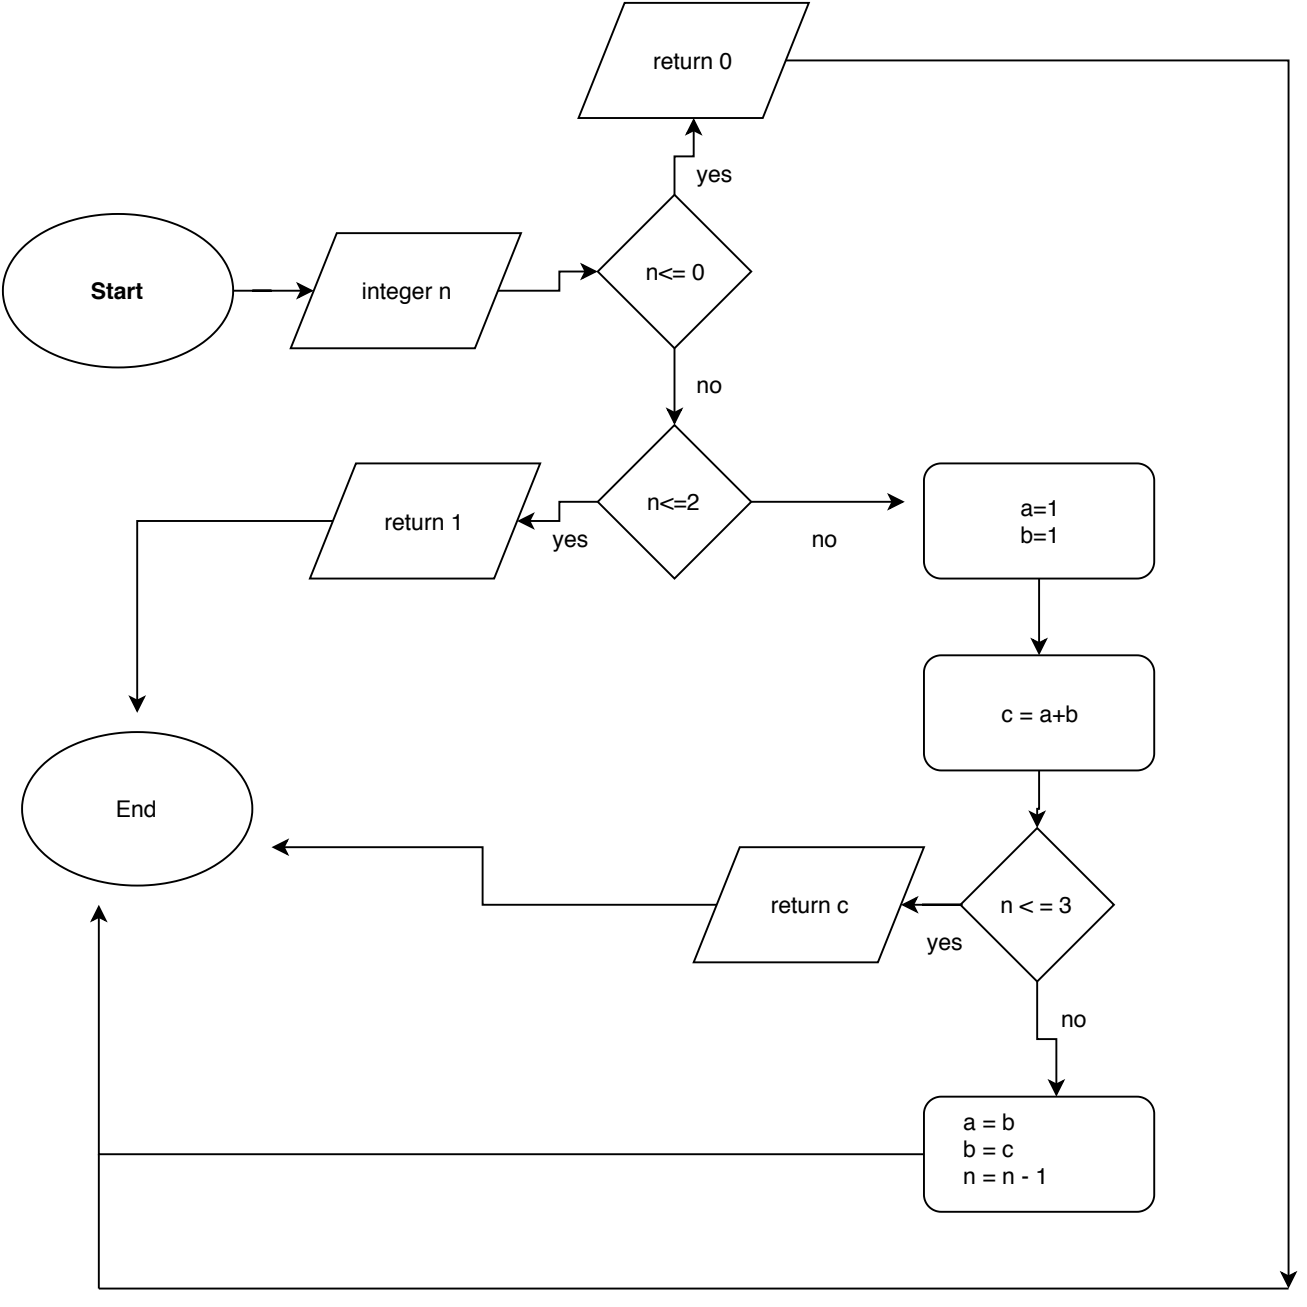 return 0
yes
Start
integer n
n<= 0
no
return 1
yes
n<=2
no
a=1
b=1
c = a+b
End
return c
yes
n < = 3
no
a = b
b = c
n = n - 1